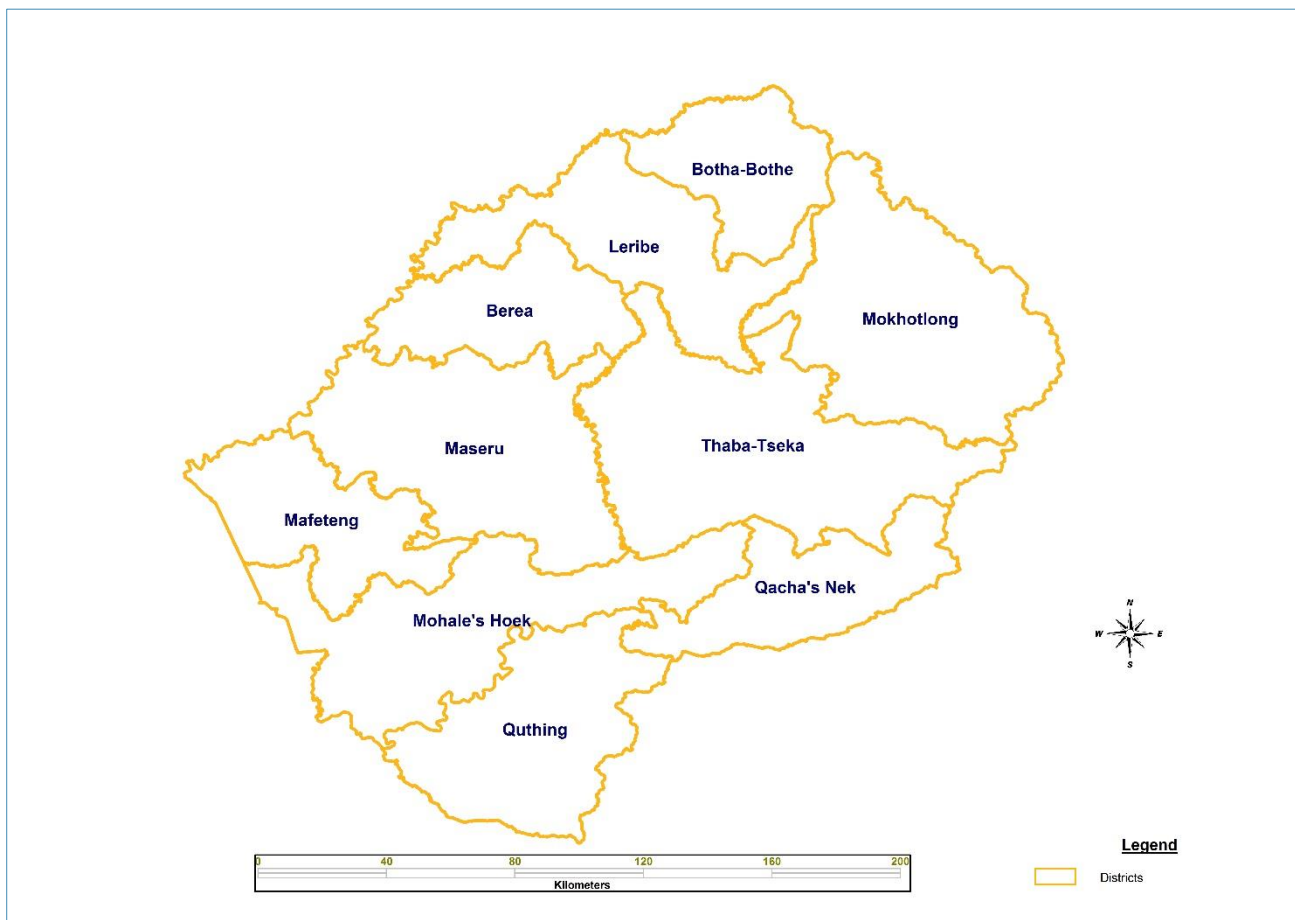 Botha-Bothe
Leribe
Berea
Mokhotlong
Maseru
Thaba-Tseka
Mafeteng
Qacha's Nek
Mohale's Hoek
Quthing
N
W E
S
0 40 80 120 160 200
Kilometers
Legend
Districts